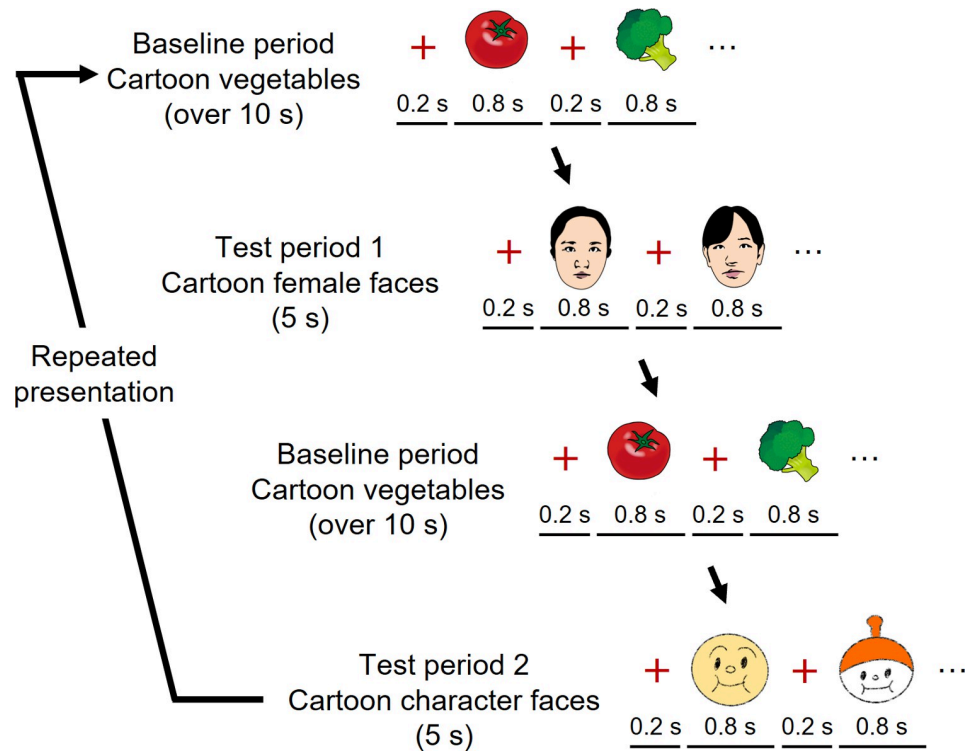 Baseline period
Cartoon vegetables
(over 10 s)
+ + ...
0.2 s 0.8 s 0.2 s 0.8 s
Test period 1
Cartoon female faces
(5 s)
+ + ...
0.2 s 0.8 s 0.2 s 0.8 s
Repeated
presentation
Baseline period
Cartoon vegetables
(over 10 s)
+ + ...
0.2 s 0.8 s 0.2 s 0.8 s
Test period 2
Cartoon character faces
(5 s)
+ + ...
0.2 s 0.8 s 0.2 s 0.8 s